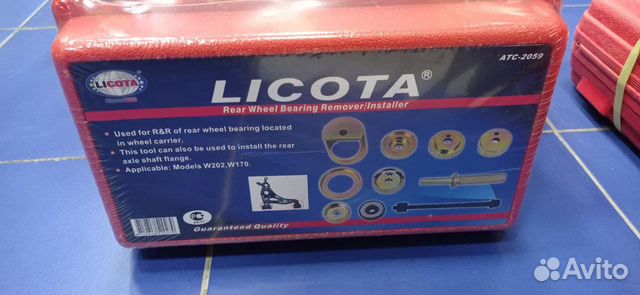 ATC-2059
LICOTA
LICOTA®
Rear Wheel Bearing Remover/Installer
Used for R&R of rear wheel bearing located
in wheel carrier.
This tool can also be used to install the rear
axle shaft flange.
Applicable: Models W202,W170.
Guaranteed Quality
Avito